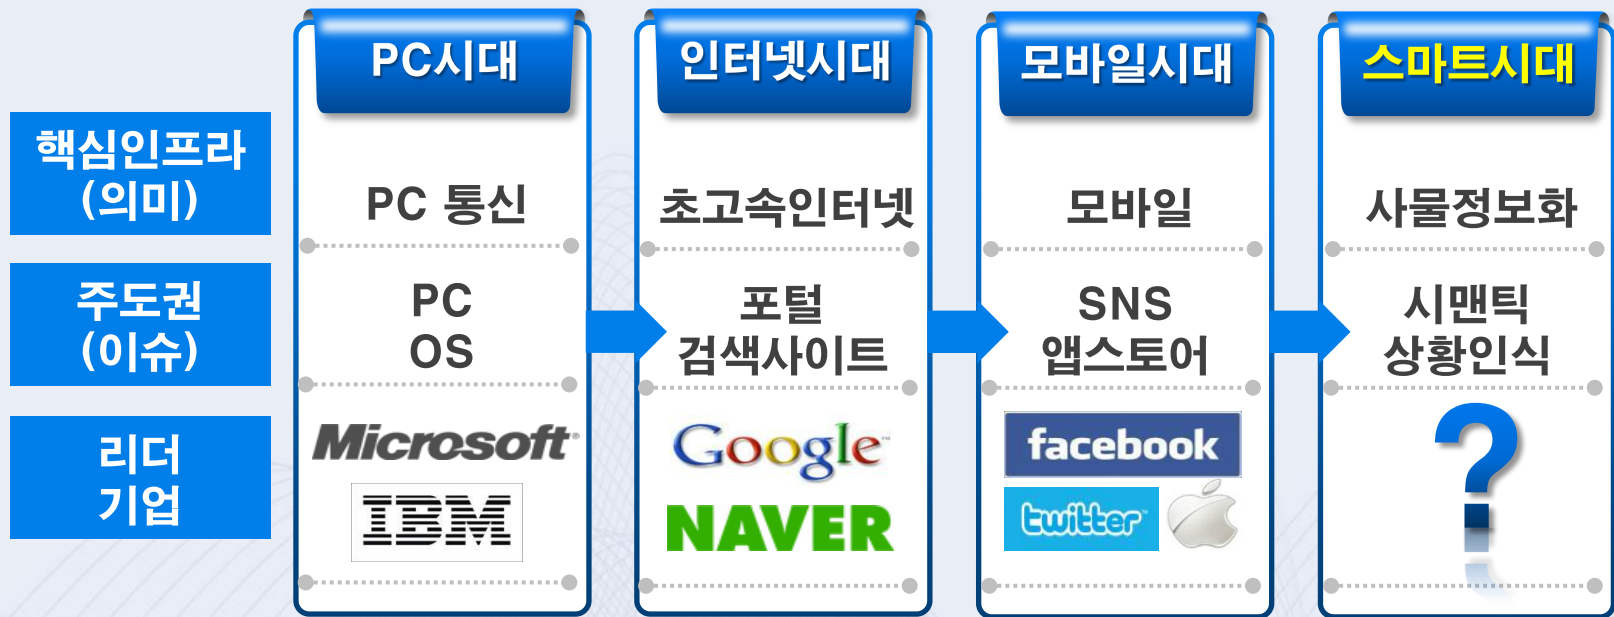 PC시대
인터넷시대
모바일시대
스마트시대
핵심인프라
(의미)
PC 통신
초고속인터넷
모바일
사물정보화
주도권
(이슈)
PC
OS
포털
검색사이트
SNS
앱스토어
시맨틱
상황인식
리더
기업
Microsoft
IBM
Google
NAVER
facebook
twitter
?